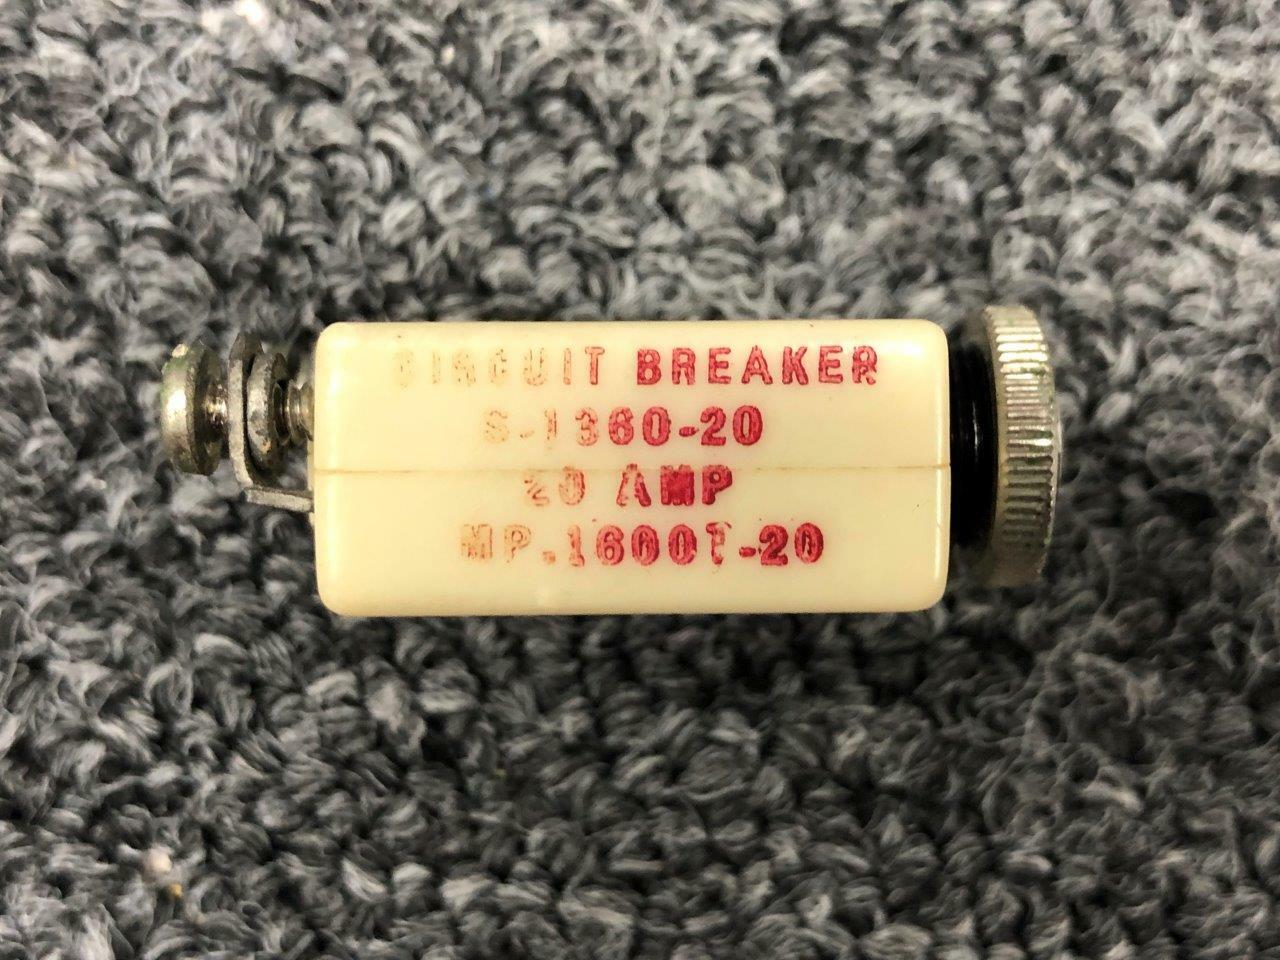 CIRCUIT BREAKER
S-1360-20
20 AMP
MP.1600T-20